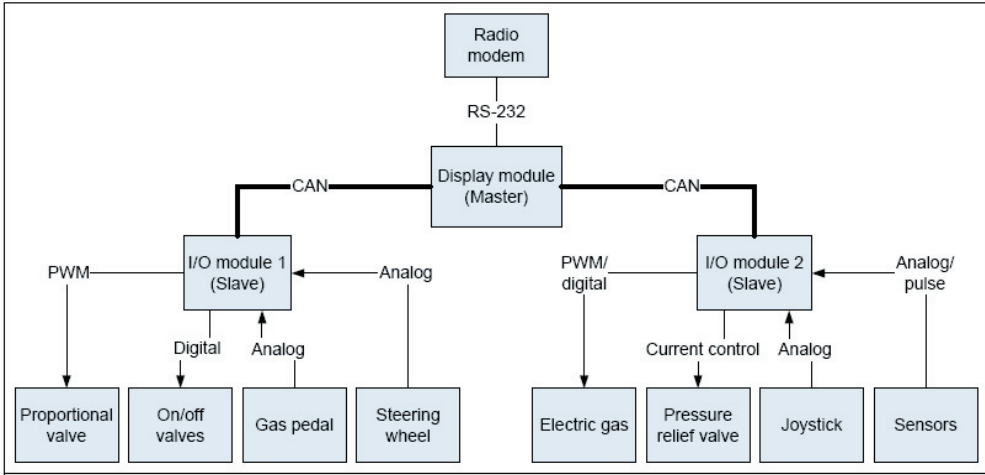 Radio
modem
RS-232
Display module
(Master)
CAN
CAN
I/O module 1
(Slave)
I/O module 2
(Slave)
PWM
Analog
PWM/
digital
Analog/
pulse
Digital
Analog
Current control
Analog
Proportional
valve
On/off
valves
Gas pedal
Steering
wheel
Electric gas
Pressure
relief valve
Joystick
Sensors